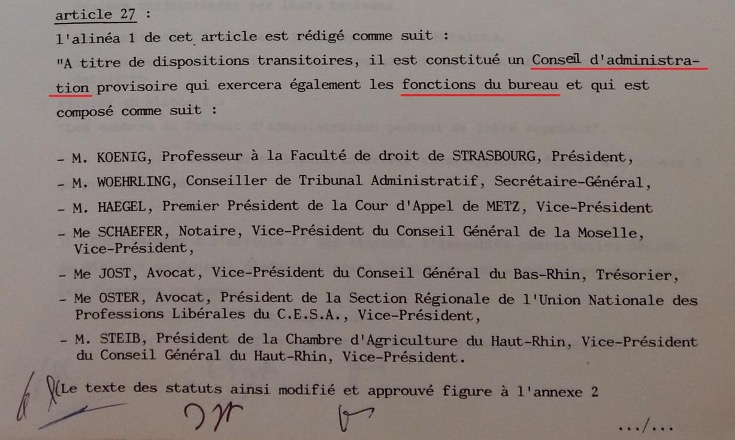 article 27 :
l'alinéa 1 de cet article est rédigé comme suit :
"A titre de dispositions transitoires, il est constitué un Conseil d'administra-
tion provisoire qui exercera également les fonctions du bureau et qui est
composé comme suit :
- M. KOENIG, Professeur à la Faculté de droit de STRASBOURG, Président,
- M. WOEHRLING, Conseiller de Tribunal Administratif, Secrétaire-Général,
- M. HAEGEL, Premier Président de la Cour d'Appel de METZ, Vice-Président
- Me SCHAEFER, Notaire, Vice-Président du Conseil Général de la Moselle,
Vice-Président,
- Me JOST, Avocat, Vice-Président du Conseil Général du Bas-Rhin, Trésorier,
- Me OSTER, Avocat, Président de la Section Régionale de l'Union Nationale des
Professions Libérales du C.E.S.A., Vice-Président,
- M. STEIB, Président de la Chambre d'Agriculture du Haut-Rhin, Vice-Président
du Conseil Général du Haut-Rhin, Vice-Président.
(Le texte des statuts ainsi modifié et approuvé figure à l'annexe 2
.../...